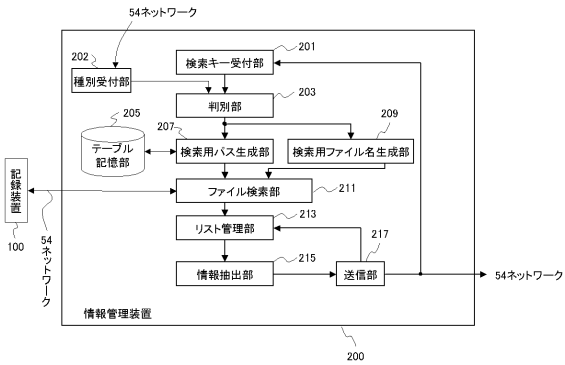 54ネットワーク
202
種別受付部
検索キー受付部
201
判別部
203
205
テーブル
記憶部
207
検索用パス生成部
209
検索用ファイル名生成部
記録装置
100
54ネットワーク
ファイル検索部
211
リスト管理部
213
情報抽出部
215
送信部
217
54ネットワーク
情報管理装置
200